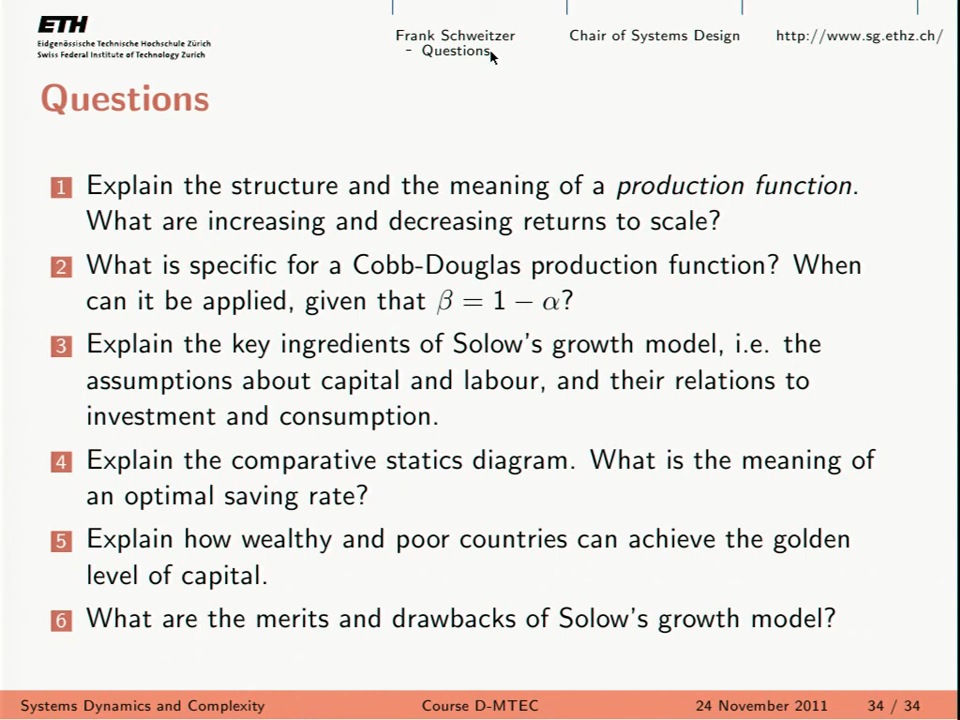 ETH
Eidgenössische Technische Hochschule Zürich
Swiss Federal Institute of Technology Zurich
Frank Schweitzer
- Questions
Chair of Systems Design
http://www.sg.ethz.ch/
Questions
1 Explain the structure and the meaning of a production function.
What are increasing and decreasing returns to scale?
2 What is specific for a Cobb-Douglas production function? When
can it be applied, given that β = 1 − α?
3 Explain the key ingredients of Solow's growth model, i.e. the
assumptions about capital and labour, and their relations to
investment and consumption.
4 Explain the comparative statics diagram. What is the meaning of
an optimal saving rate?
5 Explain how wealthy and poor countries can achieve the golden
level of capital.
6 What are the merits and drawbacks of Solow's growth model?
Systems Dynamics and Complexity
Course D-MTEC
24 November 2011
34 / 34